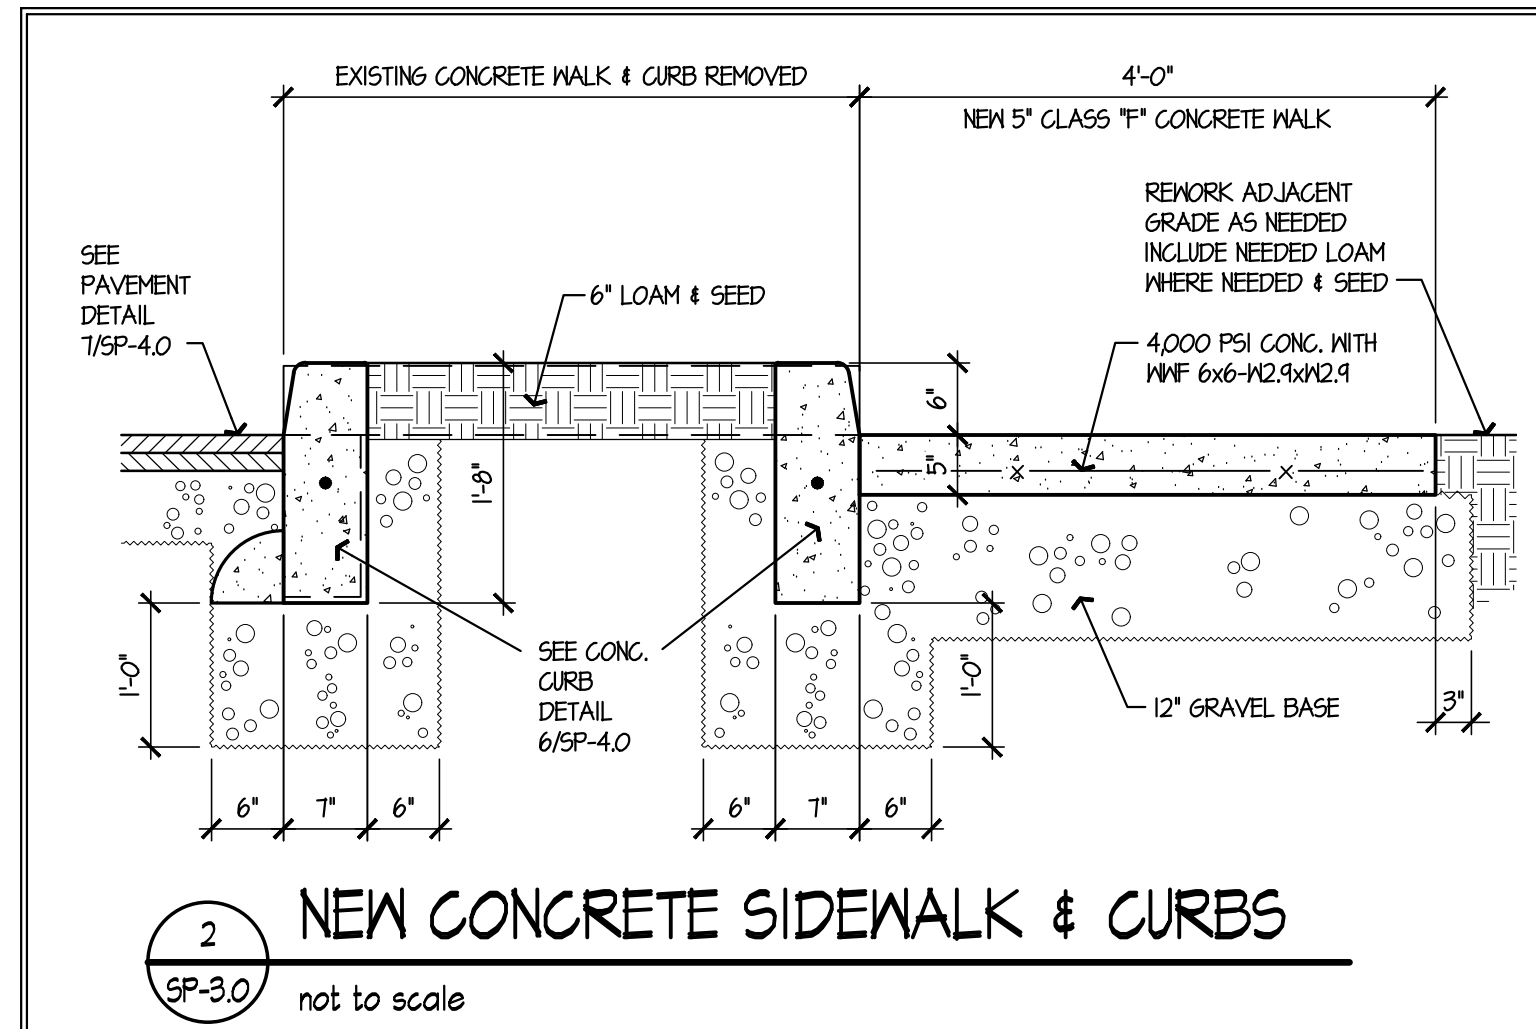 EXISTING CONCRETE WALK & CURB REMOVED
4'-0"
NEW 5" CLASS "F" CONCRETE WALK
REWORK ADJACENT
GRADE AS NEEDED
INCLUDE NEEDED LOAM
WHERE NEEDED & SEED
SEE
PAVEMENT
DETAIL
7/SP-4.0
6" LOAM & SEED
4,000 PSI CONC. WITH
WWF 6x6-W2.9xW2.9
6"
5"
1'-8"
SEE CONC.
CURB
DETAIL
6/SP-4.0
1'-0"
1'-0"
12" GRAVEL BASE
3"
6"
7"
6"
6"
7"
6"
NEW CONCRETE SIDEWALK & CURBS
2
SP-3.0
not to scale